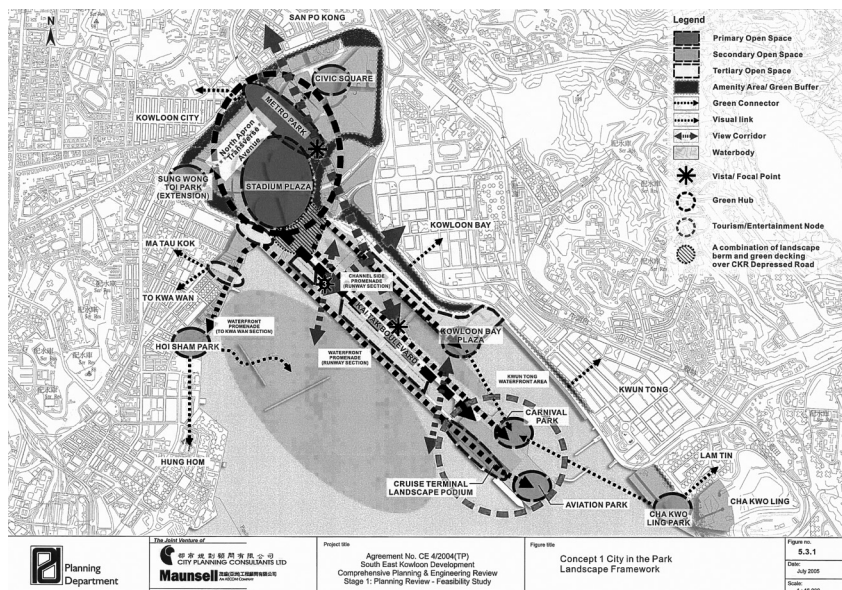 SAN PO KONG
N
CIVIC SQUARE
METRO PARK
KOWLOON CITY
North Apron
Transverse
Avenue
SUNG WONG
TOI PARK
(EXTENSION)
STADIUM PLAZA
KOWLOON BAY
MA TAU KOK
CHANNEL SIDE
PROMENADE
(RUNWAY SECTION)
TO KWA WAN
3
KAI TAK BOULEVARD
WATERFRONT
PROMENADE
(TO KWA WAN SECTION)
HOI SHAM PARK
KOWLOON BAY
PLAZA
WATERFRONT
PROMENADE
(RUNWAY SECTION)
KWUN TONG
WATERFRONT AREA
KWUN TONG
CARNIVAL
PARK
HUNG HOM
LAM TIN
CRUISE TERMINAL
LANDSCAPE PODIUM
AVIATION PARK
CHA KWO LING
CHA KWO
LING PARK
Legend
Primary Open Space
Secondary Open Space
Tertiary Open Space
Amenity Area/ Green Buffer
Green Connector
Visual link
View Corridor
Waterbody
Vista/ Focal Point
Green Hub
Tourism/Entertainment Node
A combination of landscape
berm and green decking
over CKR Depressed Road
Planning
Department
The Joint Venture of
都市規劃顧問有限公司
CITY PLANNING CONSULTANTS LTD
Maunsell
An AECOM Company
Project title
Agreement No. CE 4/2004(TP)
South East Kowloon Development
Comprehensive Planning & Engineering Review
Stage 1: Planning Review - Feasibility Study
Figure title
Concept 1 City in the Park
Landscape Framework
Figure no.
5.3.1
Date:
July 2005
Scale: